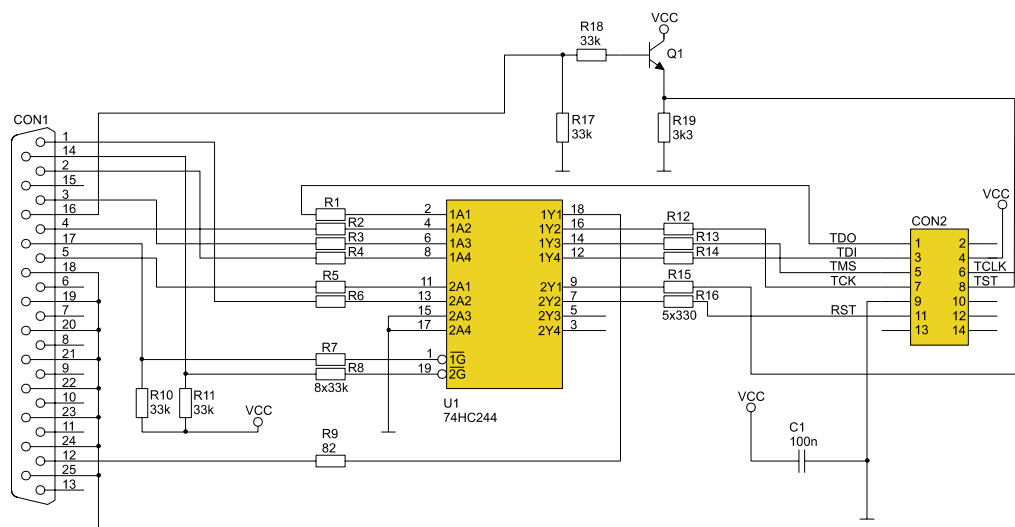 VCC
R18
33k
Q1
CON1
R17
33k
R19
3k3
1
14
2
15
3
16
4
17
5
18
6
19
7
20
8
21
9
22
10
23
11
24
12
25
13
R1
R2
R3
R4
R5
R6
R7
R8
8x33k
R10
33k
R11
33k
VCC
R9
82
2 1A1 1Y1 18
4 1A2 1Y2 16
6 1A3 1Y3 14
8 1A4 1Y4 12
11 2A1 2Y1 9
13 2A2 2Y2 7
15 2A3 2Y3 5
17 2A4 2Y4 3
1 1G
19 2G
U1
74HC244
R12
R13
R14
R15
R16
5x330
VCC
CON2
TDO 1 2
TDI 3 4
TMS 5 6 TCLK
TCK 7 8 TST
9 10
RST 11 12
13 14
VCC
C1
100n